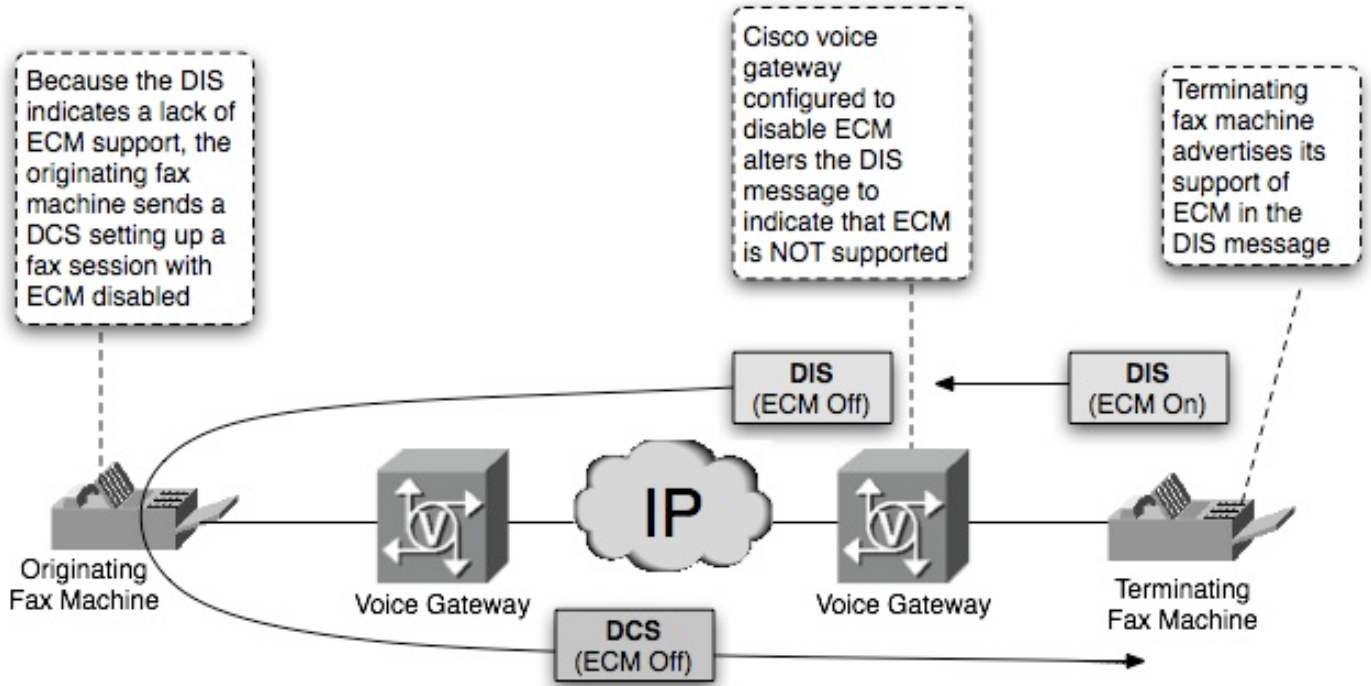 Because the DIS
indicates a lack of
ECM support, the
originating fax
machine sends a
DCS setting up a
fax session with
ECM disabled
Cisco voice
gateway
configured to
disable ECM
alters the DIS
message to
indicate that ECM
is NOT supported
Terminating
fax machine
advertises its
support of
ECM in the
DIS message
DIS
(ECM Off)
DIS
(ECM On)
V
IP
V
Originating
Fax Machine
Voice Gateway
Voice Gateway
Terminating
Fax Machine
DCS
(ECM Off)